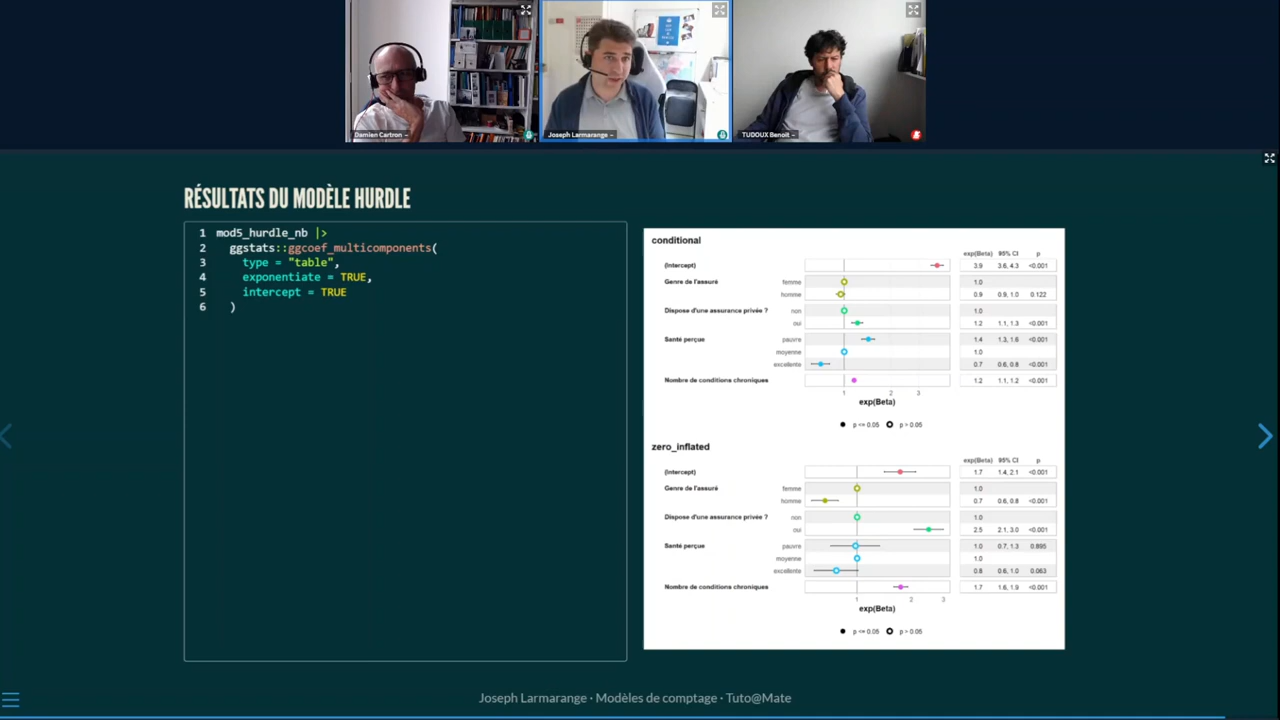 Damien Cartron
Joseph Larmarange
TUDOUX Benoit
RÉSULTATS DU MODÈLE HURDLE
1 mod5_hurdle_nb |>
2 ggstats::ggcoef_multicomponents(
3 type = "table",
4 exponentiate = TRUE,
5 intercept = TRUE
6 )
conditional
exp(Beta) 95% CI p
(Intercept) 3.9 3.6, 4.3 <0.001
Genre de l'assuré femme 1.0
homme 0.9 0.9, 1.0 0.122
Dispose d'une assurance privée ? non 1.0
oui 1.2 1.1, 1.3 <0.001
Santé perçue pauvre 1.4 1.3, 1.6 <0.001
moyenne 1.0
excellente 0.7 0.6, 0.8 <0.001
Nombre de conditions chroniques 1.2 1.1, 1.2 <0.001
1 2 3
exp(Beta)
p <= 0.05 p > 0.05
zero_inflated
exp(Beta) 95% CI p
(Intercept) 1.7 1.4, 2.1 <0.001
Genre de l'assuré femme 1.0
homme 0.7 0.6, 0.8 <0.001
Dispose d'une assurance privée ? non 1.0
oui 2.5 2.1, 3.0 <0.001
Santé perçue pauvre 1.0 0.7, 1.3 0.895
moyenne 1.0
excellente 0.8 0.6, 1.0 0.063
Nombre de conditions chroniques 1.7 1.6, 1.9 <0.001
1 2 3
exp(Beta)
p <= 0.05 p > 0.05
Joseph Larmarange · Modèles de comptage · Tuto@Mate